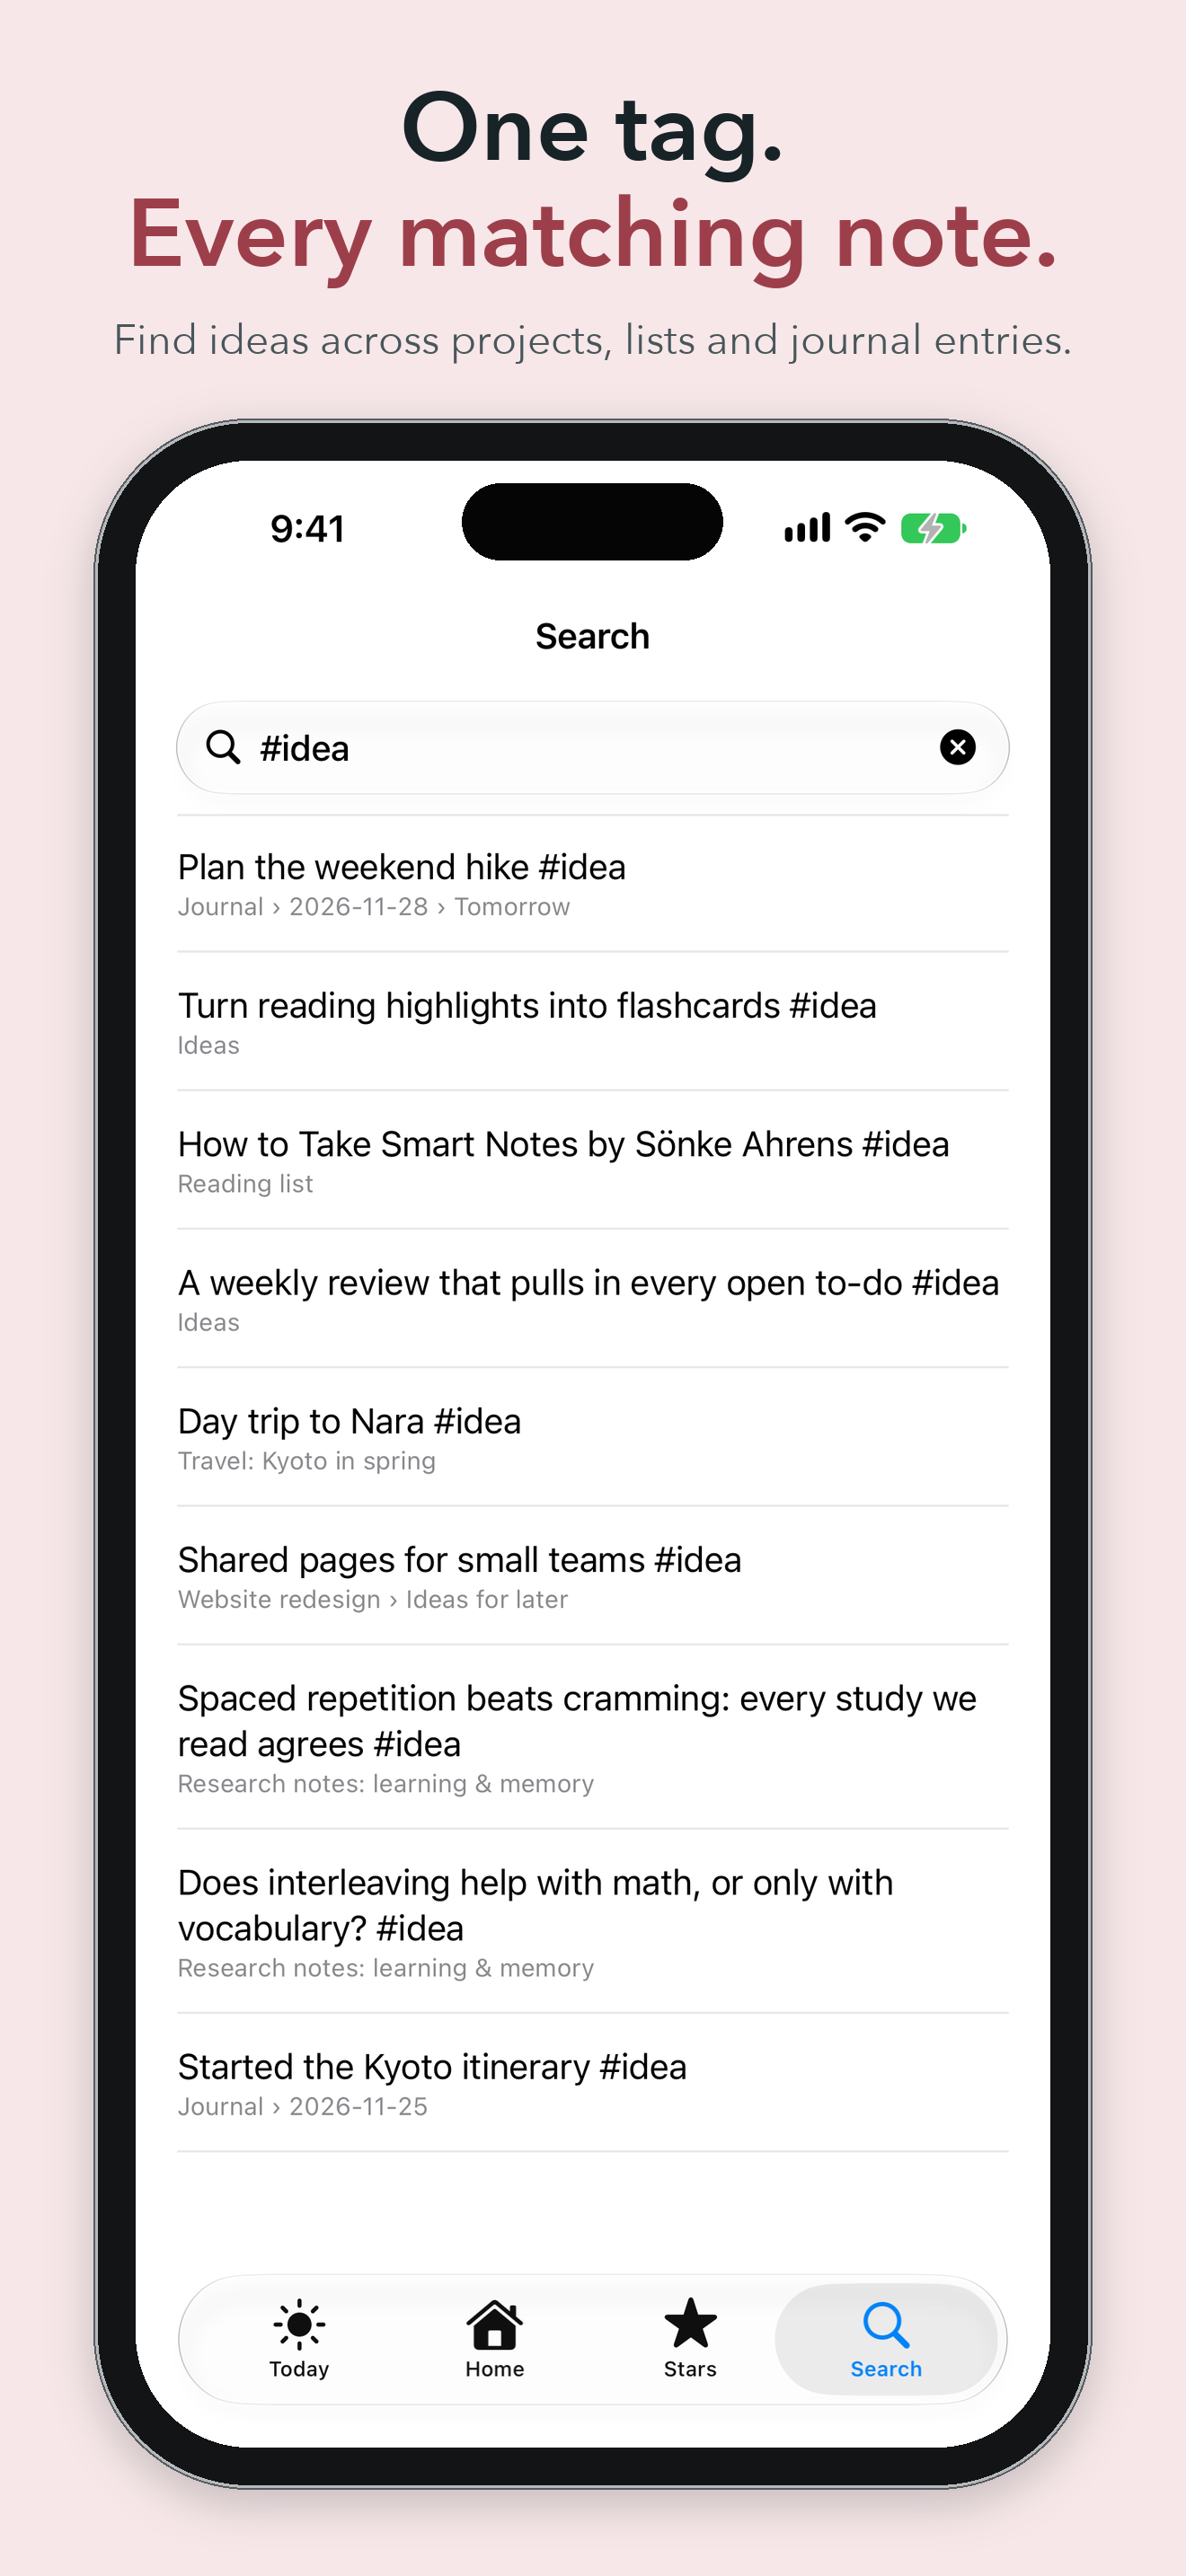 One tag.
Every matching note.
Find ideas across projects, lists and journal entries.
9:41
Search
#idea
Plan the weekend hike #idea
Journal › 2026-11-28 › Tomorrow
Turn reading highlights into flashcards #idea
Ideas
How to Take Smart Notes by Sönke Ahrens #idea
Reading list
A weekly review that pulls in every open to-do #idea
Ideas
Day trip to Nara #idea
Travel: Kyoto in spring
Shared pages for small teams #idea
Website redesign › Ideas for later
Spaced repetition beats cramming: every study we
read agrees #idea
Research notes: learning & memory
Does interleaving help with math, or only with
vocabulary? #idea
Research notes: learning & memory
Started the Kyoto itinerary #idea
Journal › 2026-11-25
Today
Home
Stars
Search